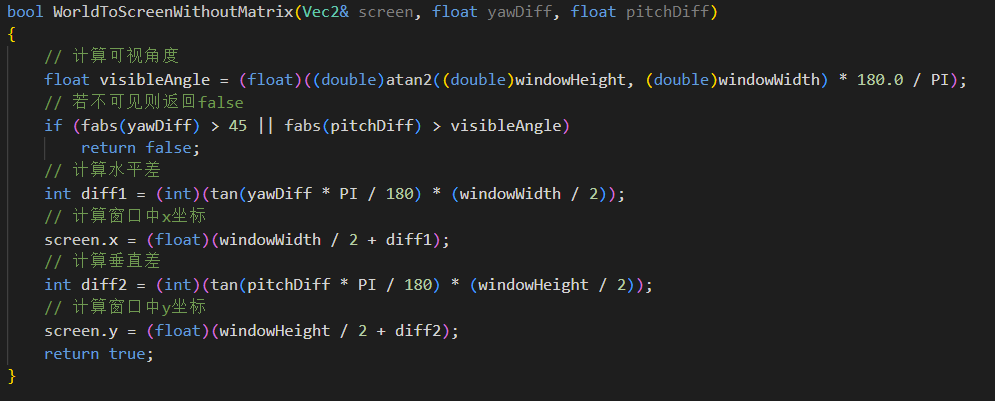 bool WorldToScreenWithoutMatrix(Vec2& screen, float yawDiff, float pitchDiff)
{
    // 计算可视角度
    float visibleAngle = (float)((double)atan2((double)windowHeight, (double)windowWidth) * 180.0 / PI);
    // 若不可见则返回false
    if (fabs(yawDiff) > 45 || fabs(pitchDiff) > visibleAngle)
        return false;
    // 计算水平差
    int diff1 = (int)(tan(yawDiff * PI / 180) * (windowWidth / 2));
    // 计算窗口中x坐标
    screen.x = (float)(windowWidth / 2 + diff1);
    // 计算垂直差
    int diff2 = (int)(tan(pitchDiff * PI / 180) * (windowHeight / 2));
    // 计算窗口中y坐标
    screen.y = (float)(windowHeight / 2 + diff2);
    return true;
}